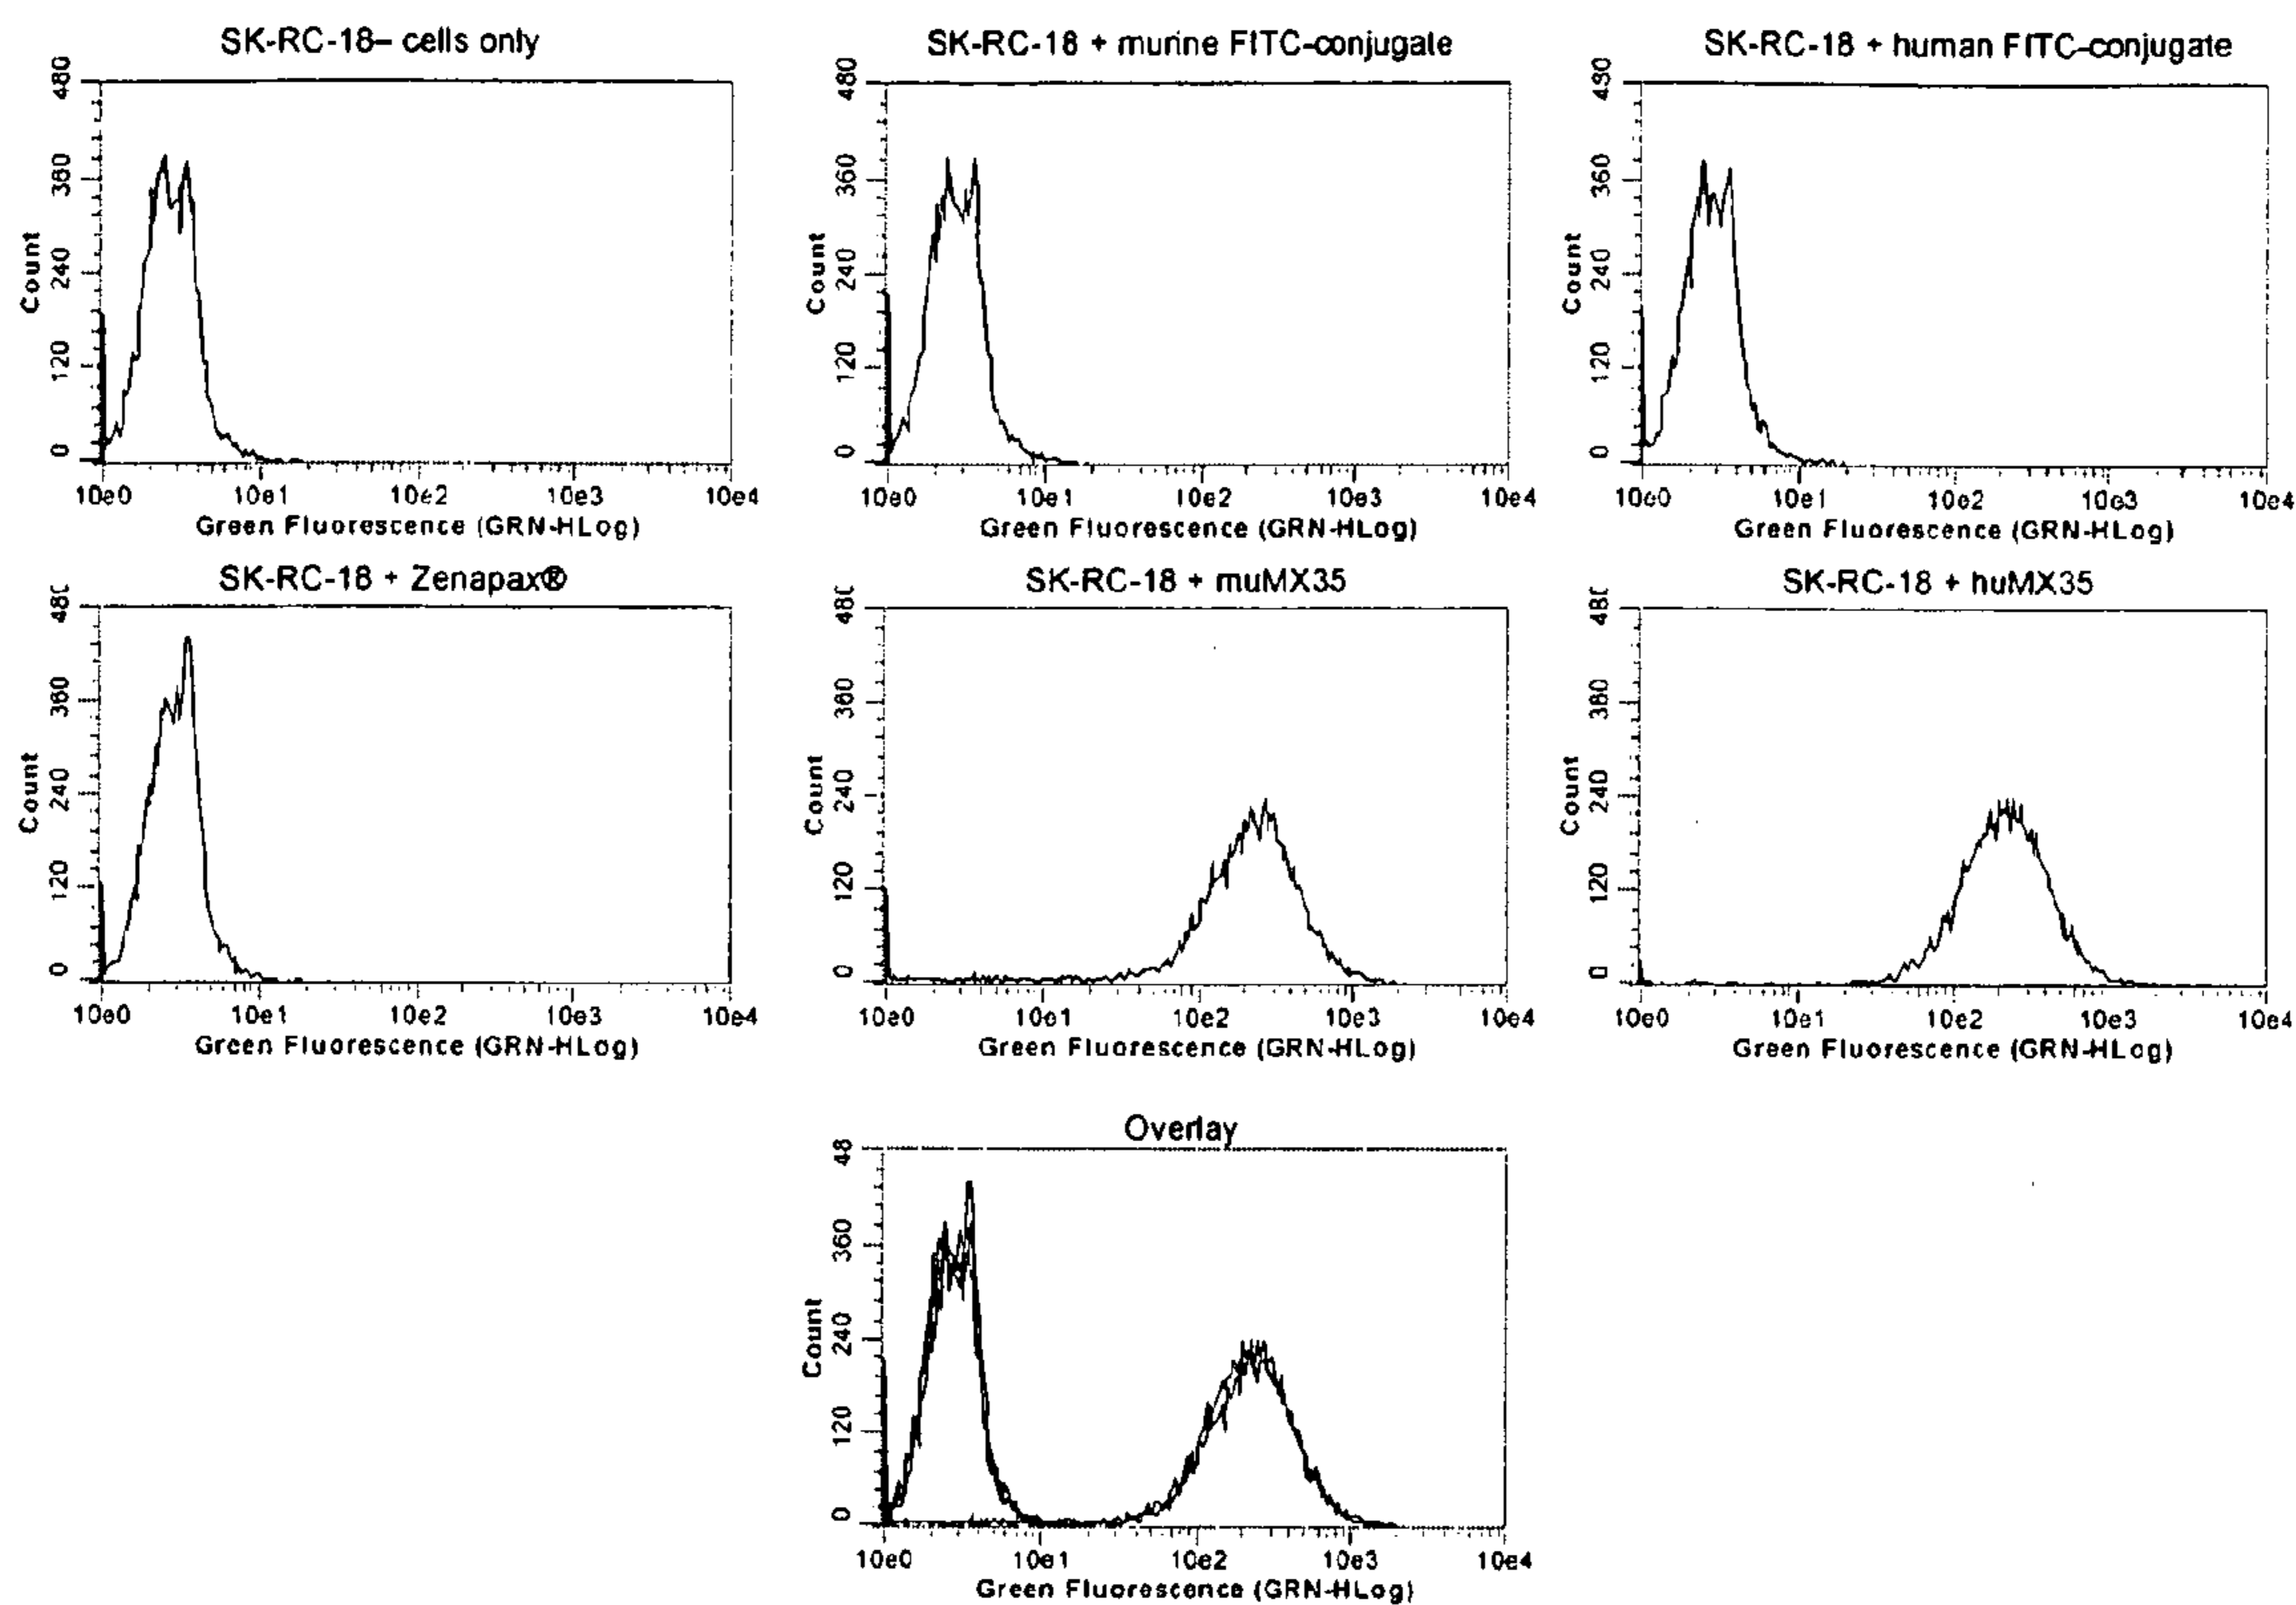 SK-RC-18– cells only
480
360
240
120
0
Count
10e0 10e1 10e2 10e3 10e4
Green Fluorescence (GRN-HLog)
SK-RC-18 + murine FITC-conjugate
480
360
240
120
0
Count
10e0 10e1 10e2 10e3 10e4
Green Fluorescence (GRN-HLog)
SK-RC-18 + human FITC-conjugate
480
360
240
120
0
Count
10e0 10e1 10e2 10e3 10e4
Green Fluorescence (GRN-HLog)
SK-RC-18 + Zenapax®
480
360
240
120
0
Count
10e0 10e1 10e2 10e3 10e4
Green Fluorescence (GRN-HLog)
SK-RC-18 + muMX35
480
360
240
120
0
Count
10e0 10e1 10e2 10e3 10e4
Green Fluorescence (GRN-HLog)
SK-RC-18 + huMX35
480
360
240
120
0
Count
10e0 10e1 10e2 10e3 10e4
Green Fluorescence (GRN-HLog)
Overlay
48
360
240
120
0
Count
10e0 10e1 10e2 10e3 10e4
Green Fluorescence (GRN-HLog)